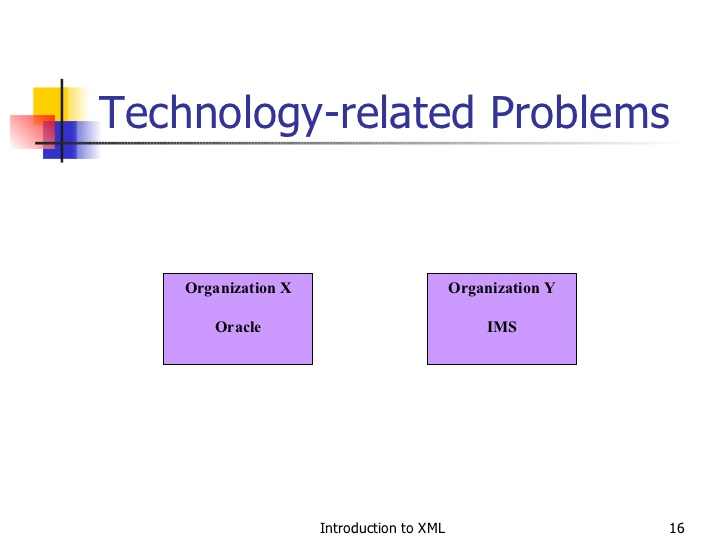 Technology-related Problems
Organization X
Oracle
Organization Y
IMS
Introduction to XML
16